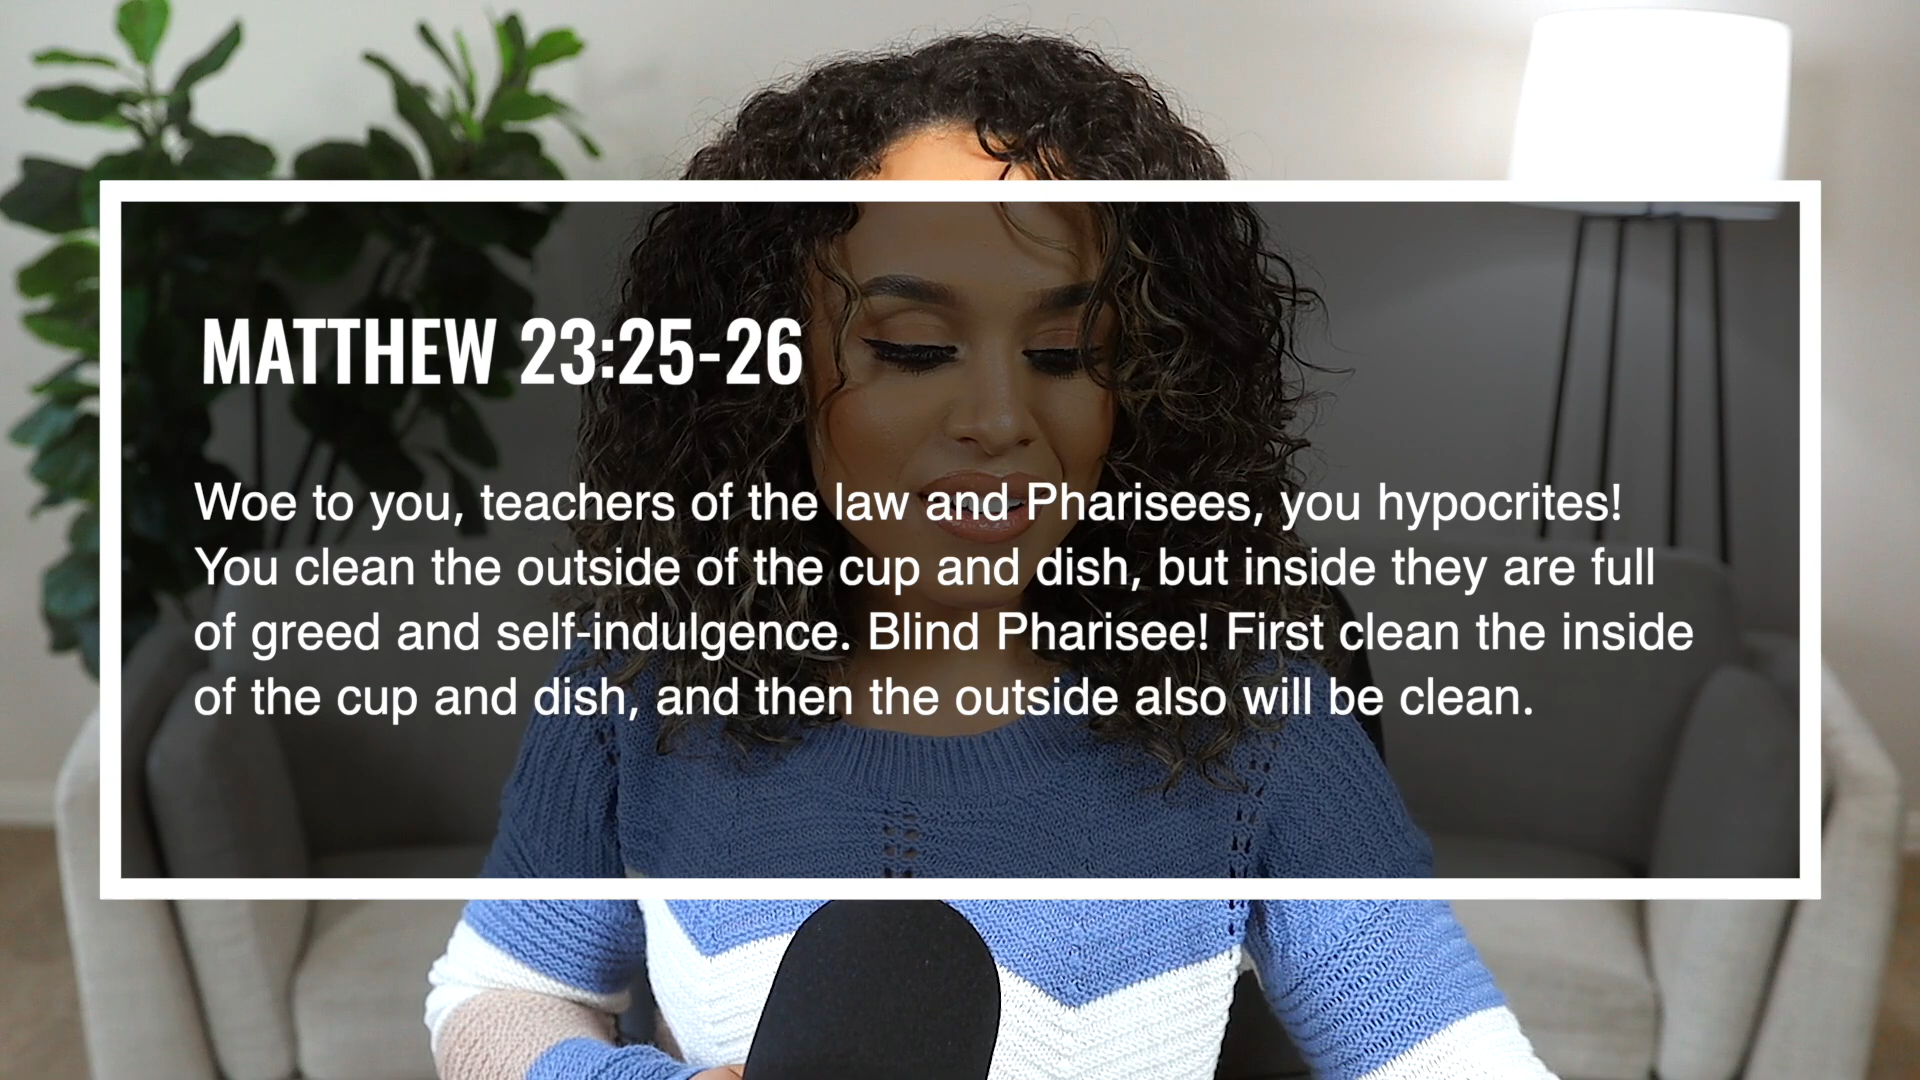 MATTHEW 23:25-26
Woe to you, teachers of the law and Pharisees, you hypocrites!
You clean the outside of the cup and dish, but inside they are full
of greed and self-indulgence. Blind Pharisee! First clean the inside
of the cup and dish, and then the outside also will be clean.